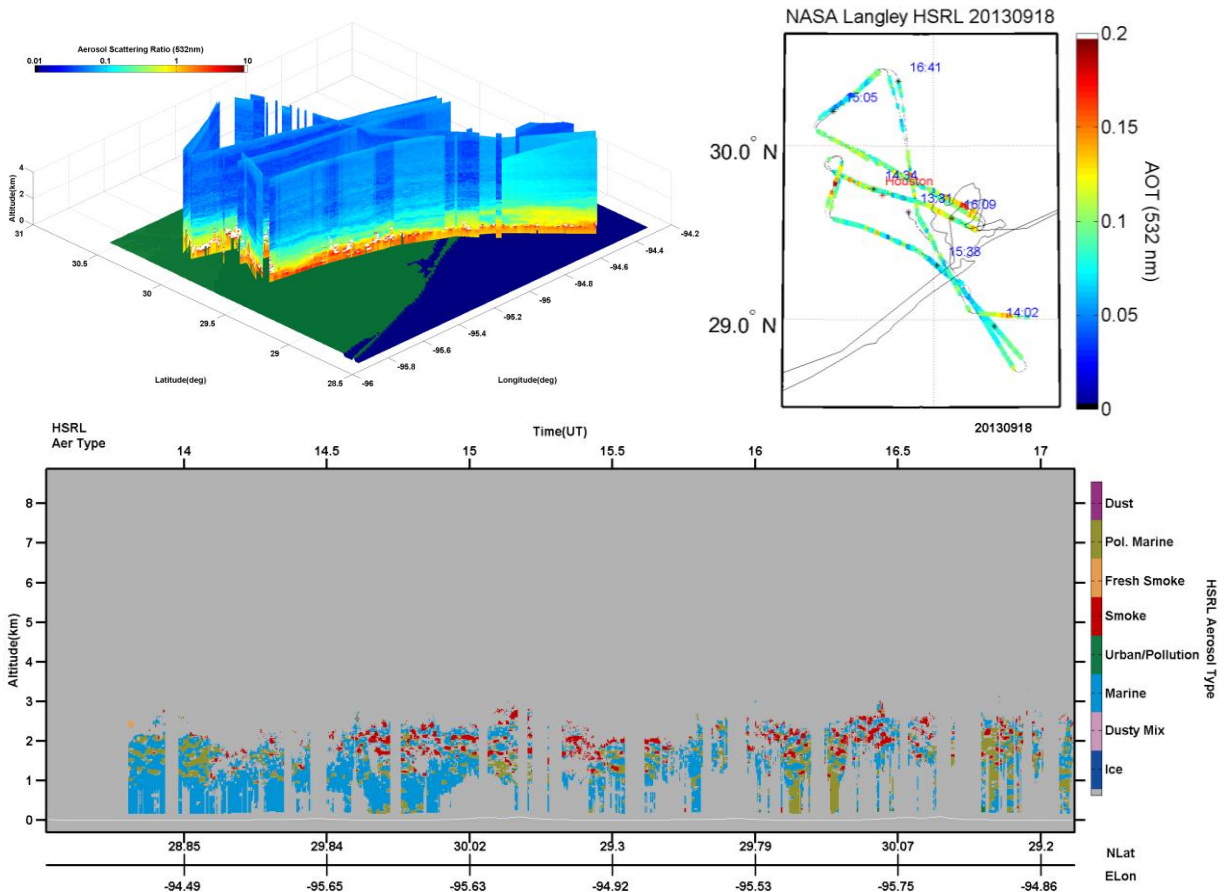 Aerosol Scattering Ratio (532nm)
0.01 0.1 1 10
Altitude(km)
4
2
0
31
30.5
30
29.5
29
28.5
Latitude(deg)
-96
-95.8
-95.6
-95.4
-95.2
-95
-94.8
-94.6
-94.4
-94.2
Longitude(deg)
NASA Langley HSRL 20130918
16:41
15:05
30.0° N
14:34
Houston
13:31
16:09
15:38
29.0° N
14:02
0.2
0.15
0.1
0.05
0
AOT (532 nm)
20130918
HSRL
Aer Type
Time(UT)
14 14.5 15 15.5 16 16.5 17
Altitude(km)
8
7
6
5
4
3
2
1
0
Dust
Pol. Marine
Fresh Smoke
Smoke
Urban/Pollution
Marine
Dusty Mix
Ice
HSRL Aerosol Type
28.85 29.84 30.02 29.3 29.79 30.07 29.2 NLat
-94.49 -95.65 -95.63 -94.92 -95.53 -95.75 -94.86 ELon